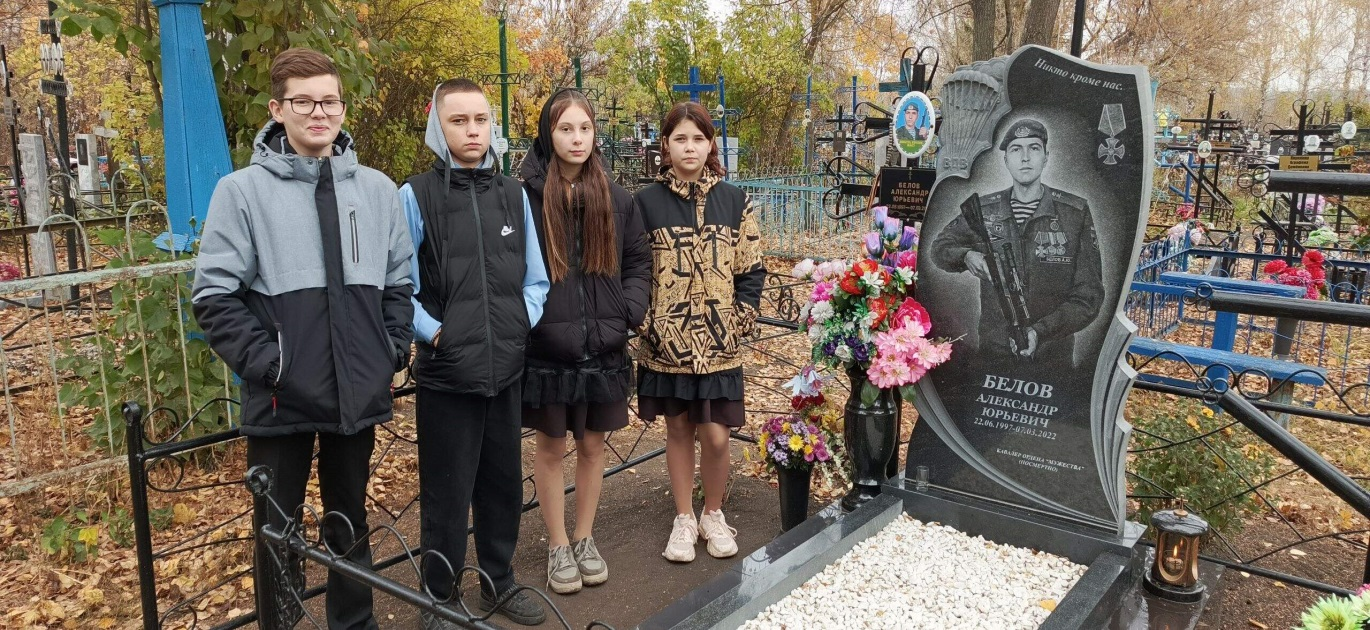 Никто кроме нас.
ВДВ
БЕЛОВ
АЛЕКСАНДР
ЮРЬЕВИЧ
БЕЛОВ
АЛЕКСАНДР
ЮРЬЕВИЧ
22.06.1997-07.03.2022
КАВАЛЕР ОРДЕНА "МУЖЕСТВА"
(ПОСМЕРТНО)